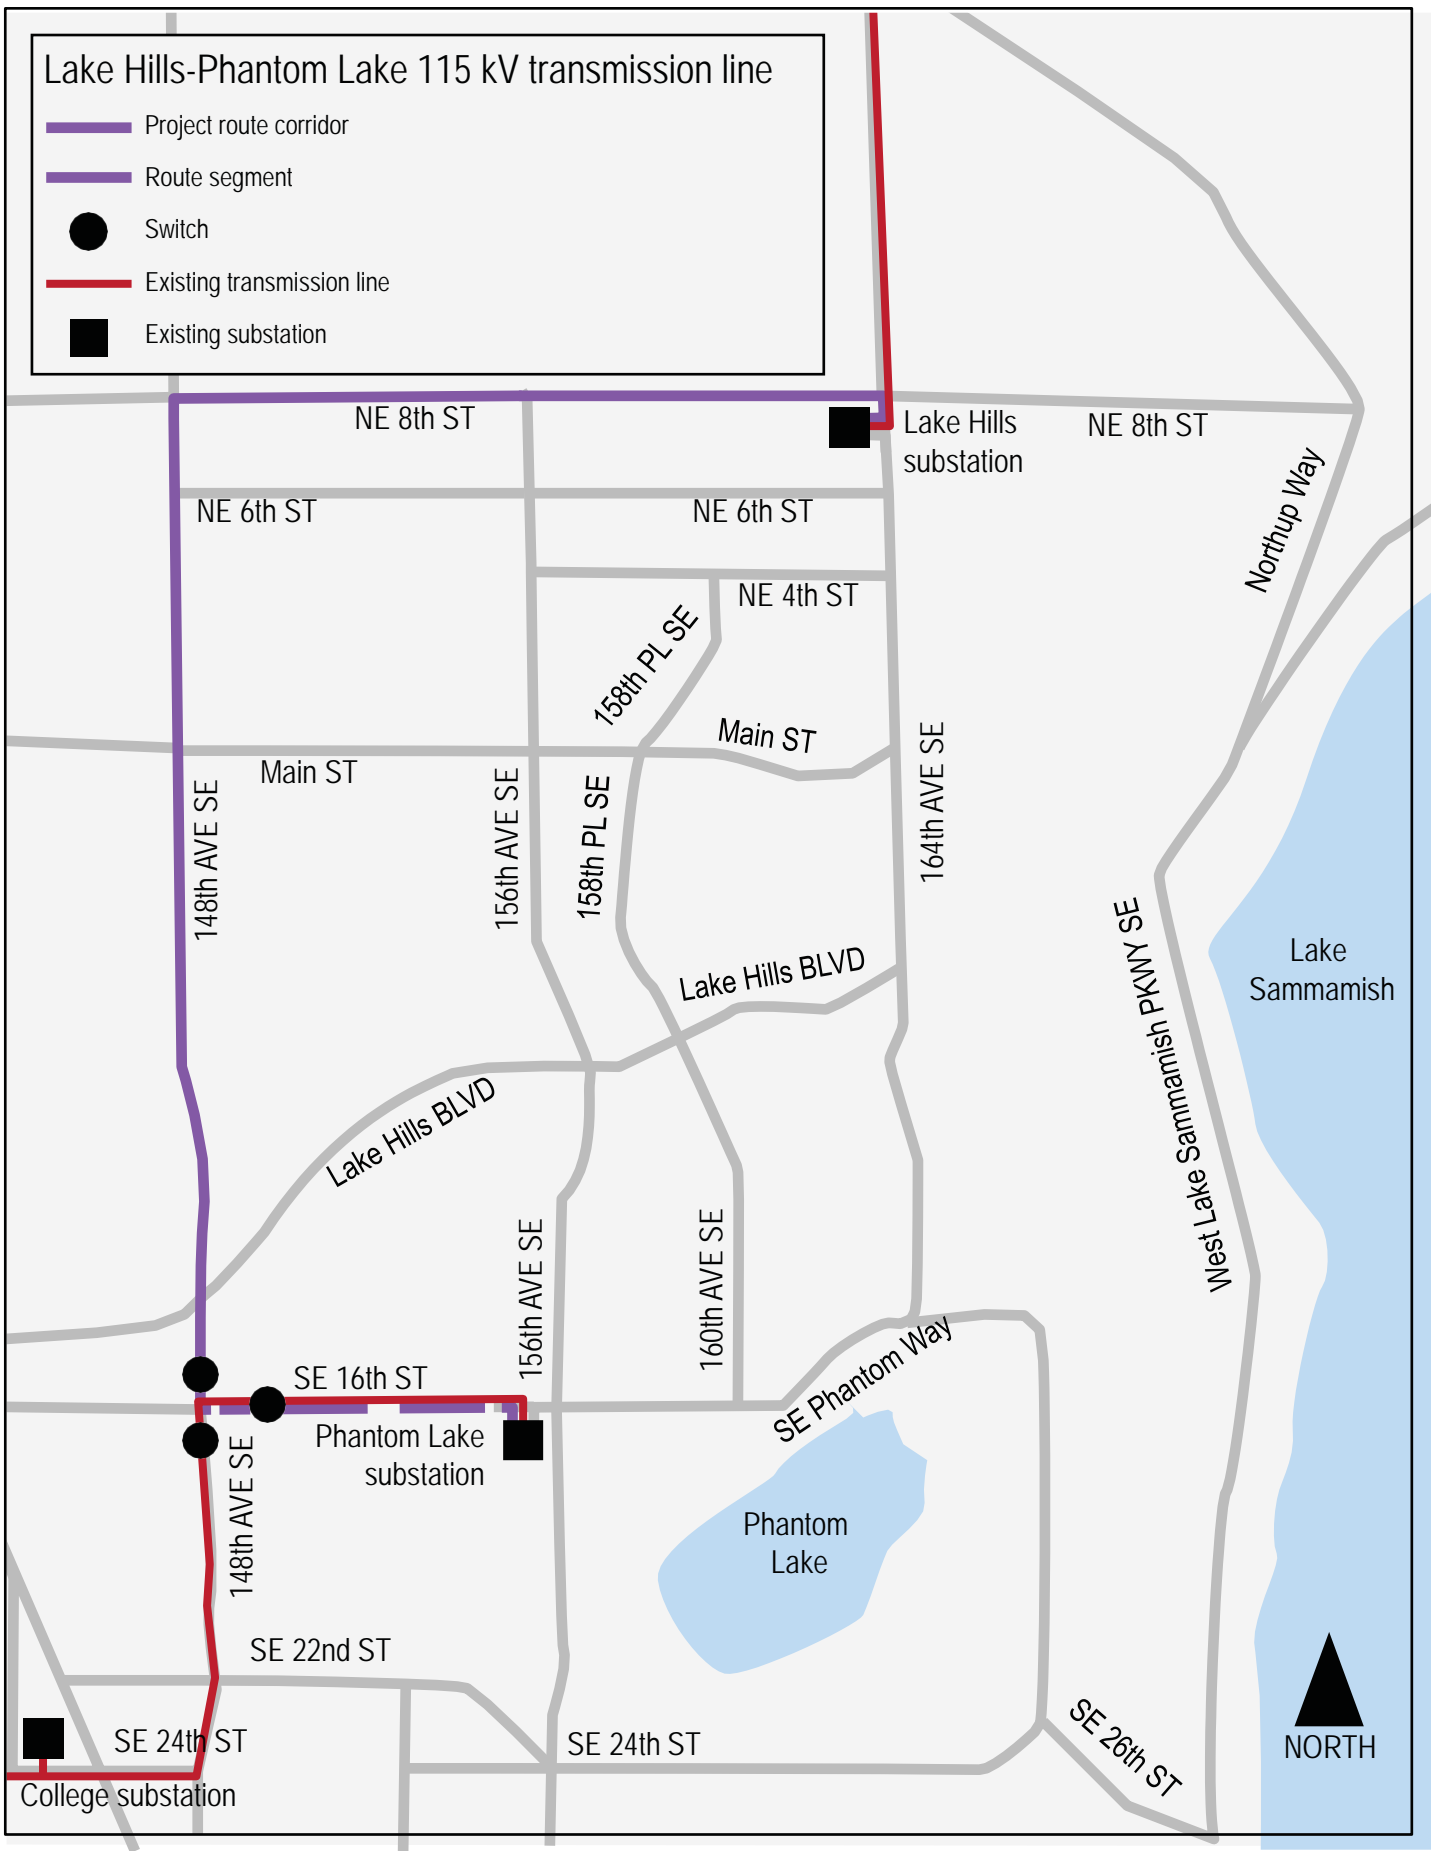 Lake Hills-Phantom Lake 115 kV transmission line
Project route corridor
Route segment
Switch
Existing transmission line
Existing substation
NE 8th ST
Lake Hills
substation
NE 8th ST
NE 6th ST
NE 6th ST
Northup Way
NE 4th ST
158th PL SE
Main ST
Main ST
148th AVE SE
156th AVE SE
158th PL SE
164th AVE SE
Lake Hills BLVD
West Lake Sammamish PKWY SE
Lake
Sammamish
Lake Hills BLVD
156th AVE SE
160th AVE SE
SE Phantom Way
SE 16th ST
Phantom Lake
substation
148th AVE SE
Phantom
Lake
SE 22nd ST
SE 24th ST
SE 24th ST
SE 26th ST
NORTH
College substation